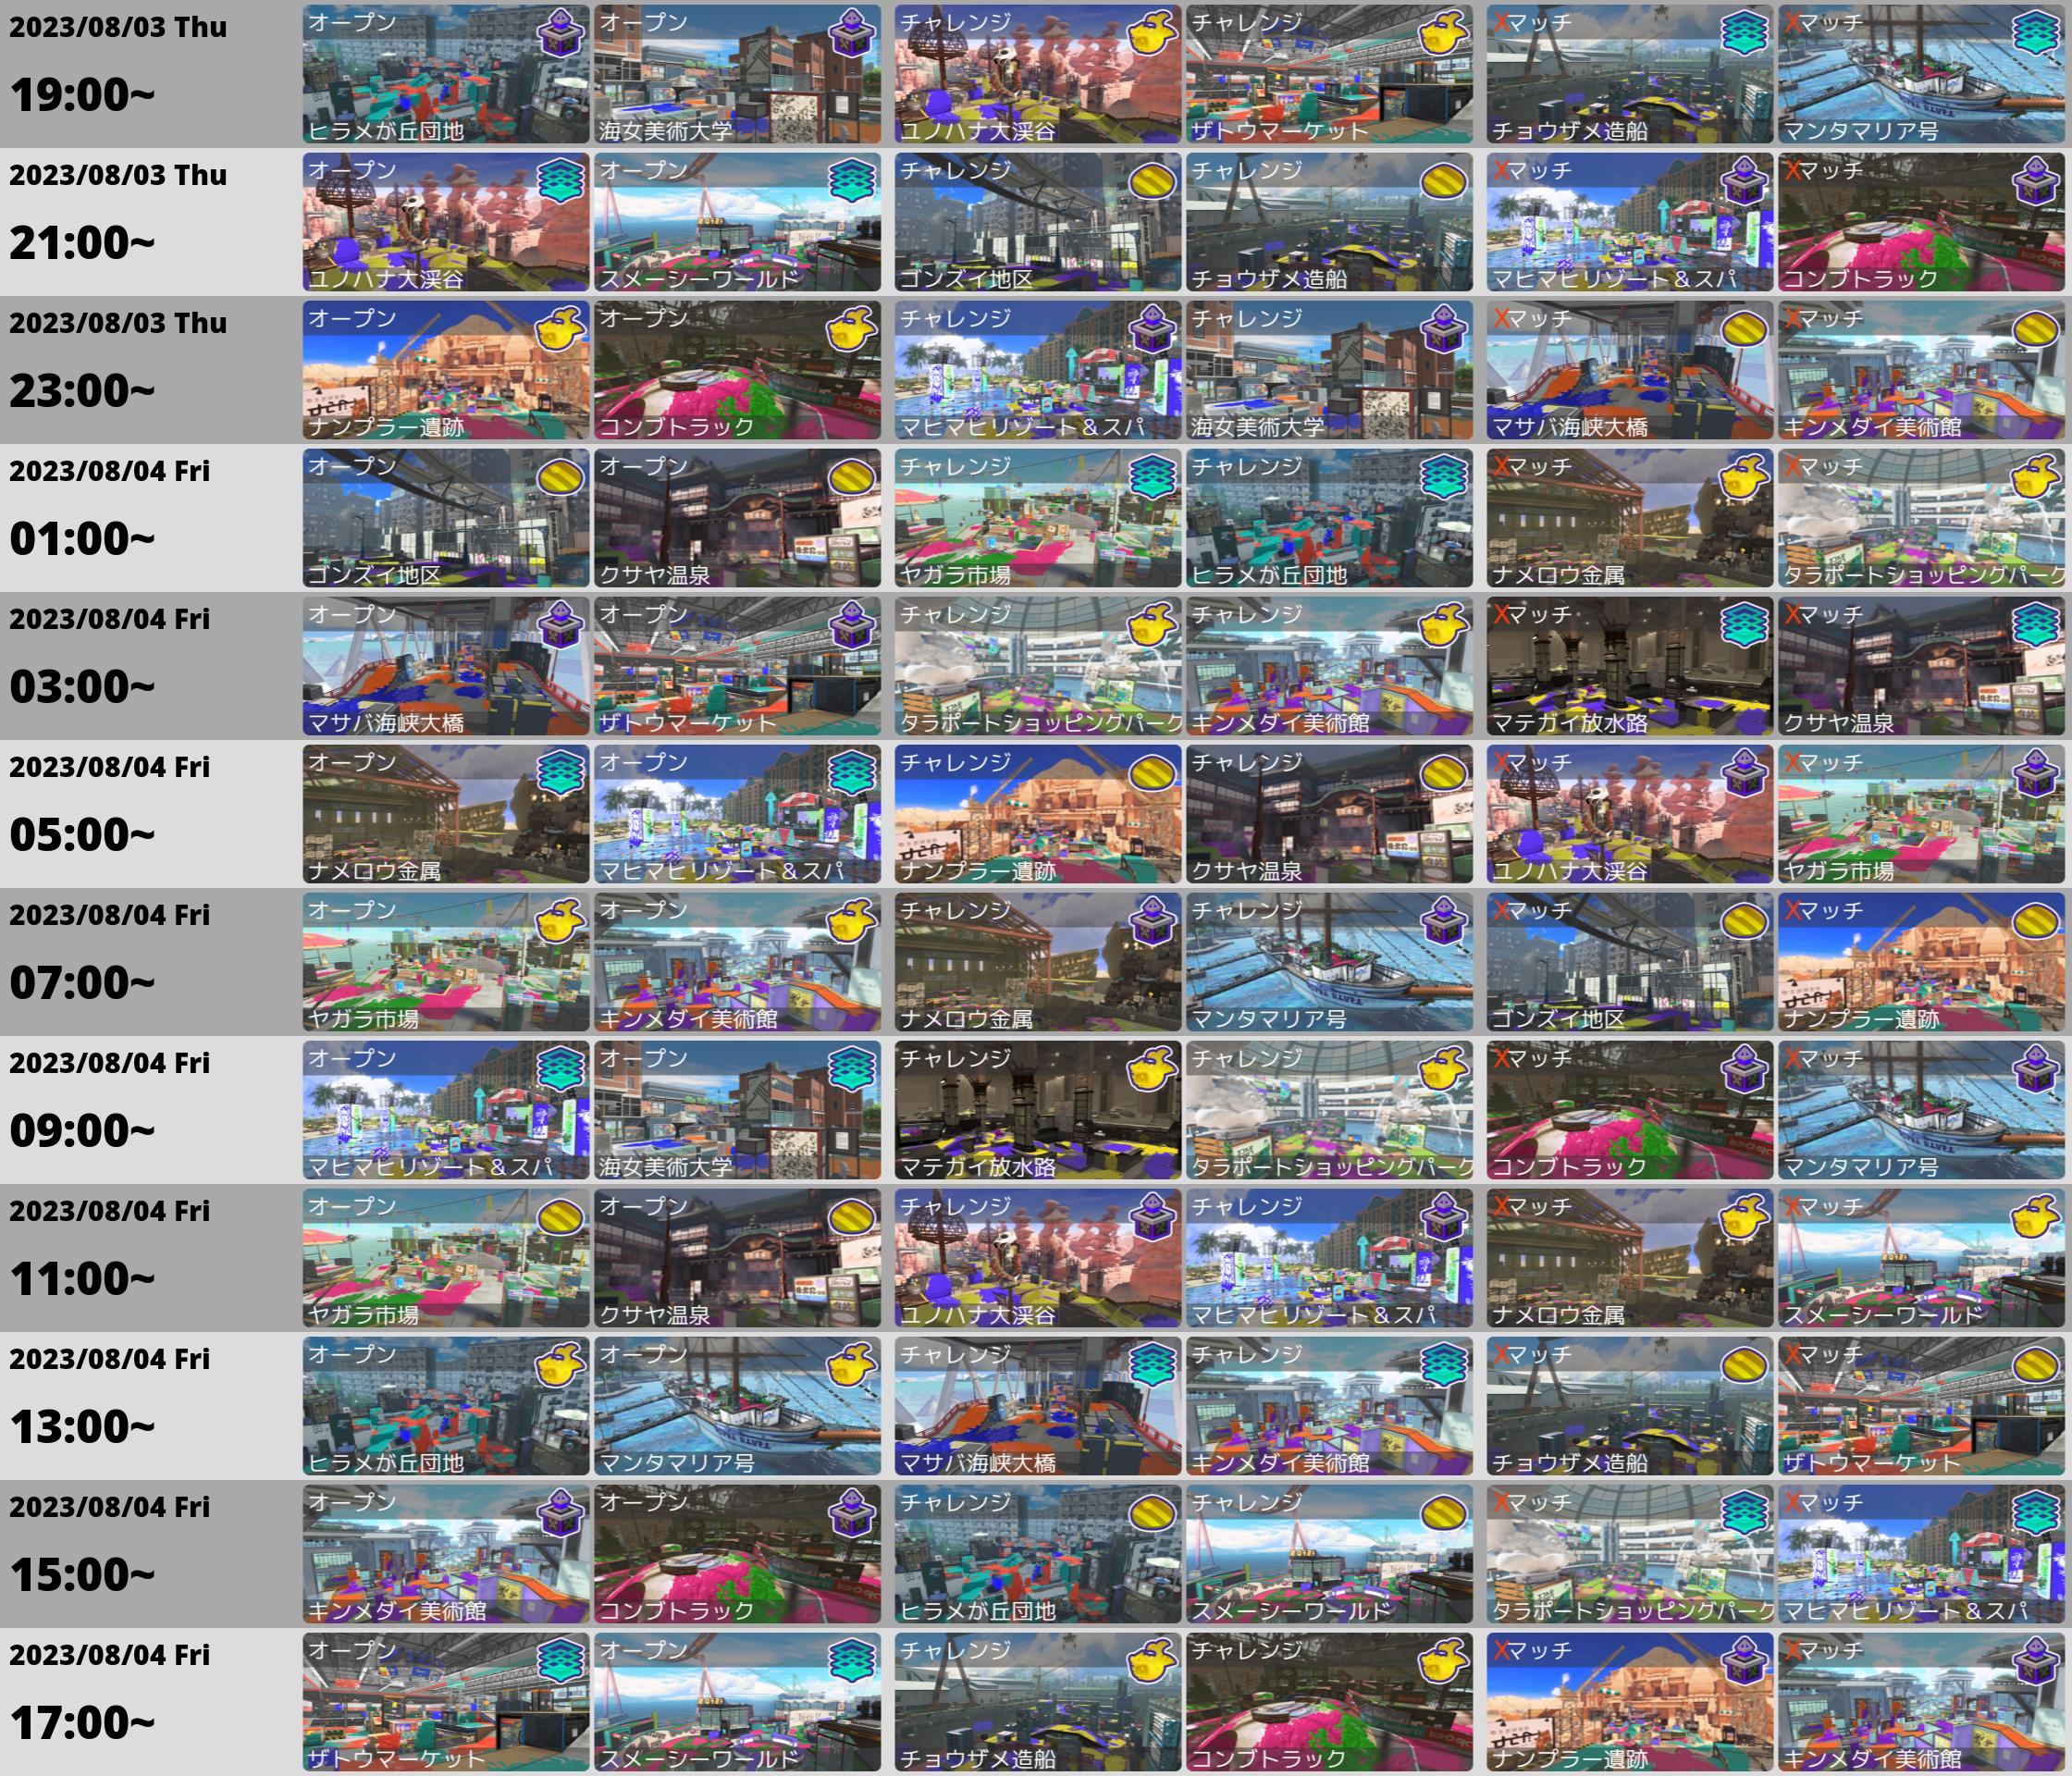 2023/08/03 Thu
19:00~
オープン オープン チャレンジ チャレンジ Xマッチ Xマッチ
ヒラメが丘団地 海女美術大学 ユノハナ大渓谷 ザトウマーケット チョウザメ造船 マンタマリア号
2023/08/03 Thu
21:00~
オープン オープン チャレンジ チャレンジ Xマッチ Xマッチ
ユノハナ大渓谷 スメーシーワールド ゴンズイ地区 チョウザメ造船 マヒマヒリゾート＆スパ コンブトラック
2023/08/03 Thu
23:00~
オープン オープン チャレンジ チャレンジ Xマッチ Xマッチ
ナンプラー遺跡 コンブトラック マヒマヒリゾート＆スパ 海女美術大学 マサバ海峡大橋 キンメダイ美術館
2023/08/04 Fri
01:00~
オープン オープン チャレンジ チャレンジ Xマッチ Xマッチ
ゴンズイ地区 クサヤ温泉 ヤガラ市場 ヒラメが丘団地 ナメロウ金属 タラポートショッピングパーク
2023/08/04 Fri
03:00~
オープン オープン チャレンジ チャレンジ Xマッチ Xマッチ
マサバ海峡大橋 ザトウマーケット タラポートショッピングパーク キンメダイ美術館 マテガイ放水路 クサヤ温泉
2023/08/04 Fri
05:00~
オープン オープン チャレンジ チャレンジ Xマッチ Xマッチ
ナメロウ金属 マヒマヒリゾート＆スパ ナンプラー遺跡 クサヤ温泉 ユノハナ大渓谷 ヤガラ市場
2023/08/04 Fri
07:00~
オープン オープン チャレンジ チャレンジ Xマッチ Xマッチ
ヤガラ市場 キンメダイ美術館 ナメロウ金属 マンタマリア号 ゴンズイ地区 ナンプラー遺跡
2023/08/04 Fri
09:00~
オープン オープン チャレンジ チャレンジ Xマッチ Xマッチ
マヒマヒリゾート＆スパ 海女美術大学 マテガイ放水路 タラポートショッピングパーク コンブトラック マンタマリア号
2023/08/04 Fri
11:00~
オープン オープン チャレンジ チャレンジ Xマッチ Xマッチ
ヤガラ市場 クサヤ温泉 ユノハナ大渓谷 マヒマヒリゾート＆スパ ナメロウ金属 スメーシーワールド
2023/08/04 Fri
13:00~
オープン オープン チャレンジ チャレンジ Xマッチ Xマッチ
ヒラメが丘団地 マンタマリア号 マサバ海峡大橋 キンメダイ美術館 チョウザメ造船 ザトウマーケット
2023/08/04 Fri
15:00~
オープン オープン チャレンジ チャレンジ Xマッチ Xマッチ
キンメダイ美術館 コンブトラック ヒラメが丘団地 スメーシーワールド タラポートショッピングパーク マヒマヒリゾート＆スパ
2023/08/04 Fri
17:00~
オープン オープン チャレンジ チャレンジ Xマッチ Xマッチ
ザトウマーケット スメーシーワールド チョウザメ造船 コンブトラック ナンプラー遺跡 キンメダイ美術館